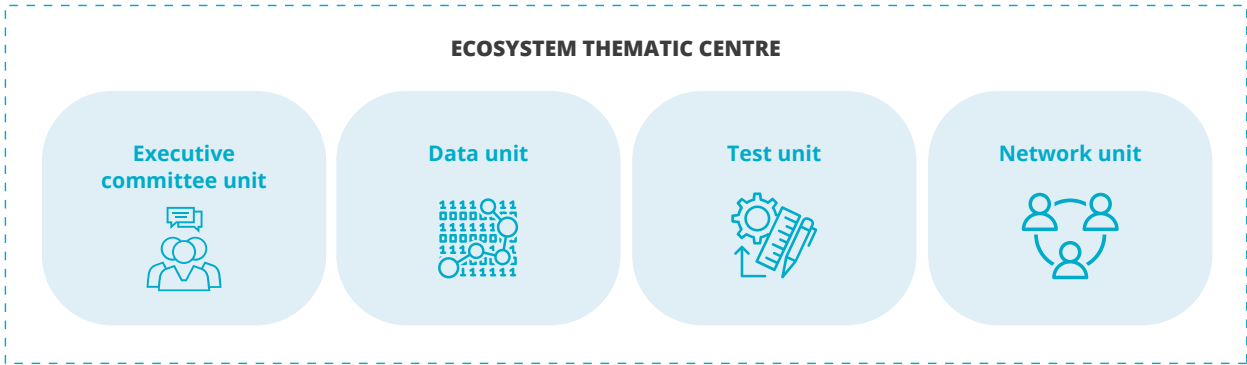 ECOSYSTEM THEMATIC CENTRE
Executive
committee unit
Data unit
Test unit
Network unit